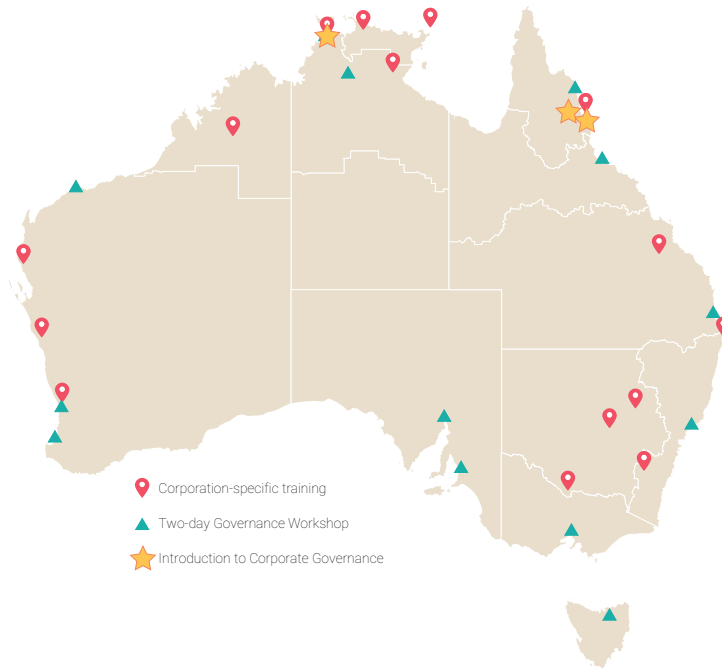 Corporation-specific training
Two-day Governance Workshop
Introduction to Corporate Governance